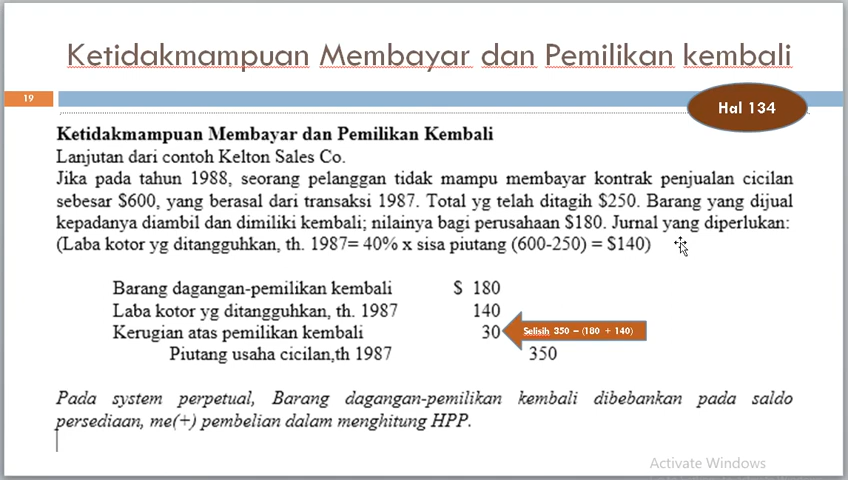 Ketidakmampuan Membayar dan Pemilikan kembali
19
Hal 134
Ketidakmampuan Membayar dan Pemilikan Kembali
Lanjutan dari contoh Kelton Sales Co.
Jika pada tahun 1988, seorang pelanggan tidak mampu membayar kontrak penjualan cicilan
sebesar $600, yang berasal dari transaksi 1987. Total yg telah ditagih $250. Barang yang dijual
kepadanya diambil dan dimiliki kembali; nilainya bagi perusahaan $180. Jurnal yang diperlukan:
(Laba kotor yg ditangguhkan, th. 1987= 40% x sisa piutang (600-250) = $140)
Barang dagangan-pemilikan kembali $ 180
Laba kotor yg ditangguhkan, th. 1987 140
Kerugian atas pemilikan kembali 30
Selisih 350 – (180 + 140)
Piutang usaha cicilan,th 1987 350
Pada system perpetual, Barang dagangan-pemilikan kembali dibebankan pada saldo
persediaan, me(+) pembelian dalam menghitung HPP.
Activate Windows